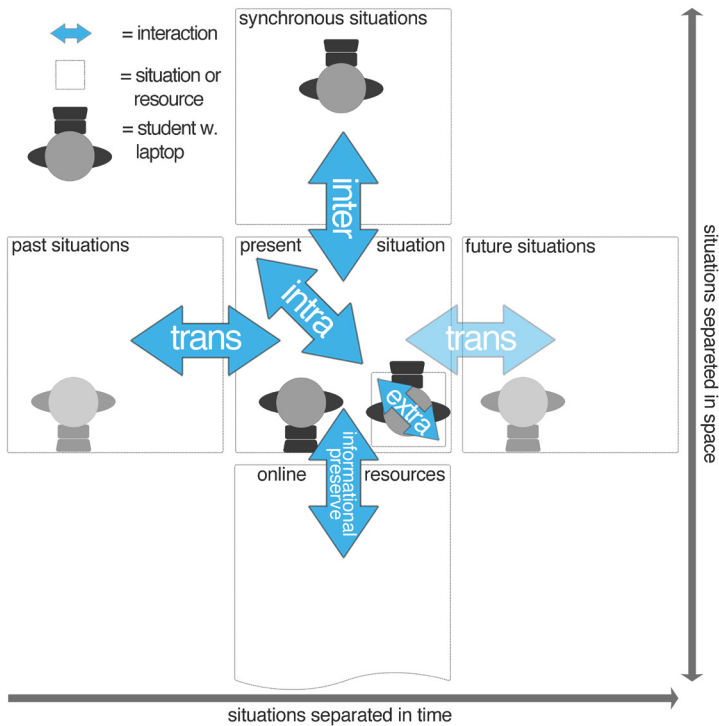 synchronous situations
= interaction
= situation or
resource
= student w.
laptop
inter
past situations
present
situation
future situations
intra
trans
trans
extra
informational
preserve
online
resources
situations separeted in space
situations separated in time